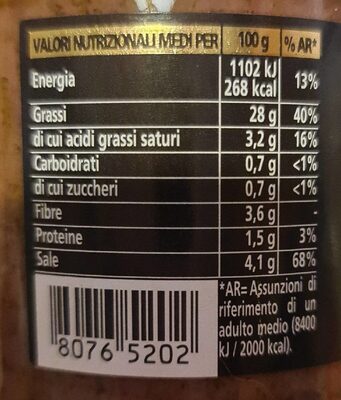 VALORI NUTRIZIONALI MEDI PER 100 g % AR*
Energia 1102 kJ 13%
268 kcal
Grassi 28 g 40%
di cui acidi grassi saturi 3,2 g 16%
Carboidrati 0,7 g <1%
di cui zuccheri 0,7 g <1%
Fibre 3,6 g -
Proteine 1,5 g 3%
Sale 4,1 g 68%
*AR= Assunzioni di
riferimento di un
adulto medio (8400
kJ / 2000 kcal).
8076 5202